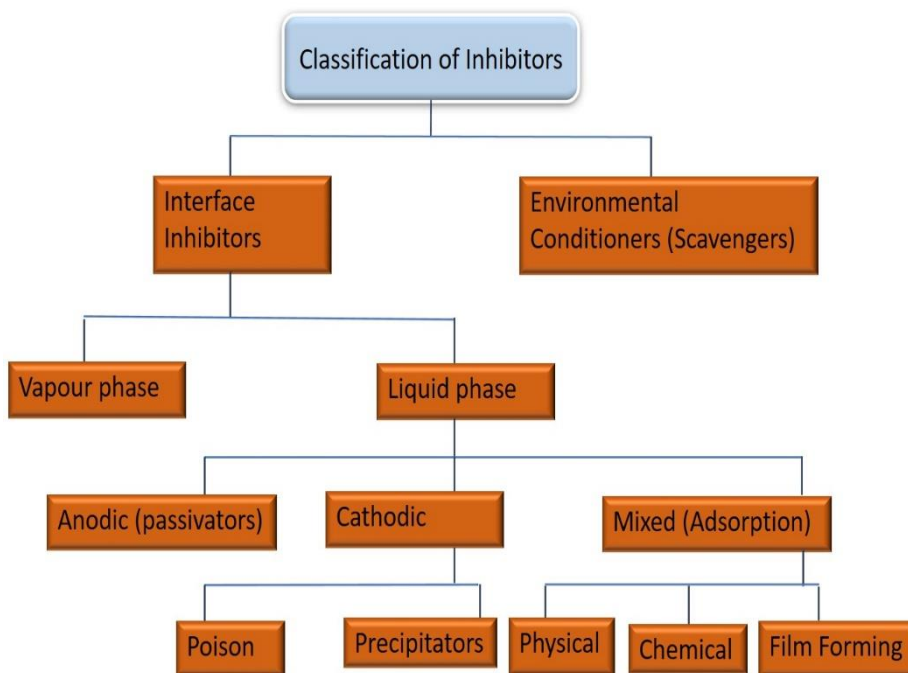 Classification of Inhibitors
Interface
Inhibitors
Environmental
Conditioners (Scavengers)
Vapour phase
Liquid phase
Anodic (passivators)
Cathodic
Mixed (Adsorption)
Poison
Precipitators
Physical
Chemical
Film Forming